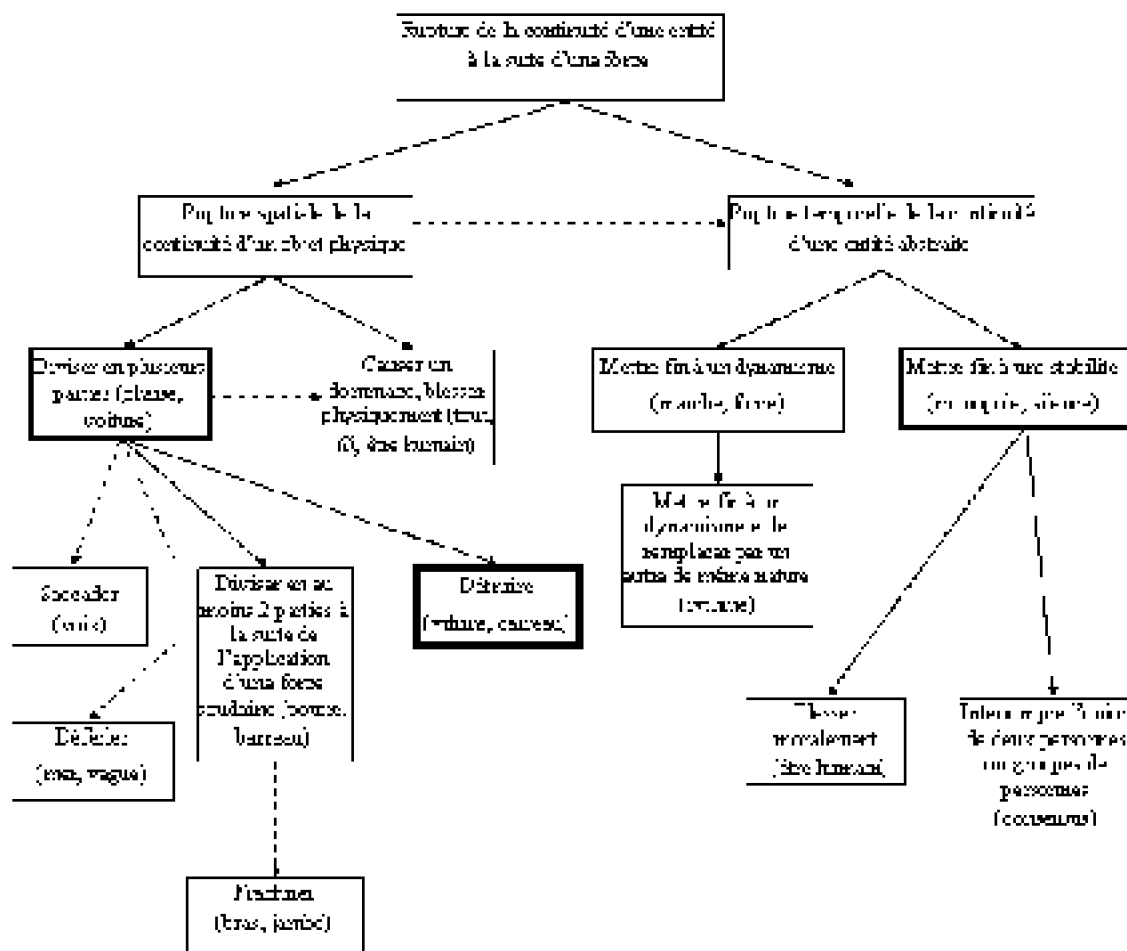 Rupture de la continuité d'une entité
à la suite d'une force
Rupture spatiale de la
continuité d'un objet physique
Rupture temporelle de la continuité
d'une entité abstraite
Diviser en plusieurs
parties (chaise,
voiture)
Causer un
dommage, blesser
physiquement
être humain)
Mettre fin à un dynamisme
(marche,
Mettre fin à une stabilité
silence)
Mettre fin à un
dynamisme et le
remplacer par un
autre de même nature
(rythme)
Saccader
(voix)
Diviser en au
moins 2 parties à
la suite de
l'application
d'une force
soudaine
barreau)
Détruire
(voiture, carreau)
Déferler
(mer, vague)
Blesser
moralement
(être humain)
Interrompre l'union
de deux personnes
ou groupes de
personnes
(consensus)
Fracturer
(bras, jambe)